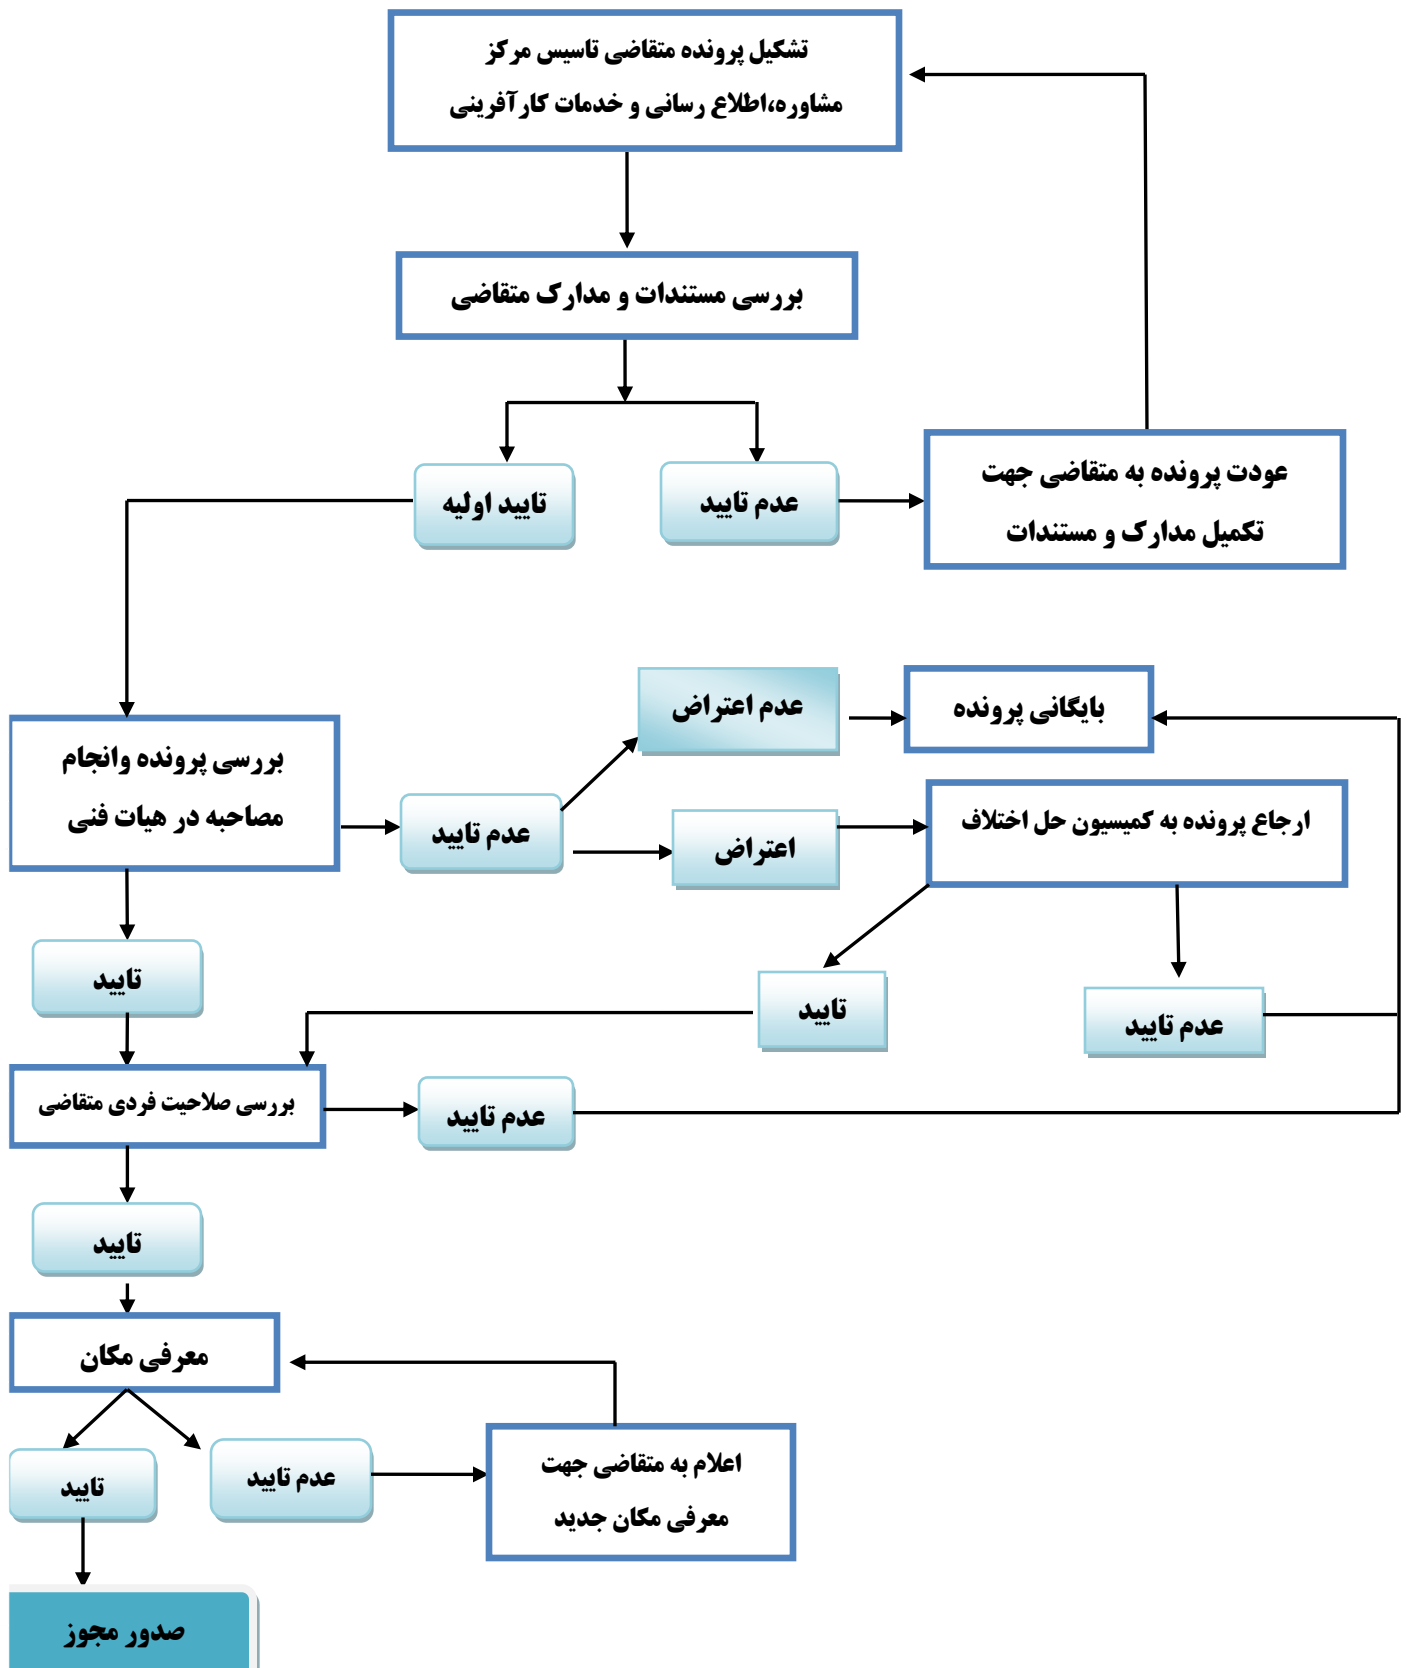 تشکیل پرونده متقاضی تاسیس مرکز
مشاوره،اطلاع رسانی و خدمات کارآفرینی
بررسی مستندات و مدارک متقاضی
عودت پرونده به متقاضی جهت
تکمیل مدارک و مستندات
عدم تایید
تایید اولیه
بایگانی پرونده
عدم اعتراض
بررسی پرونده وانجام
مصاحبه در هیات فنی
ارجاع پرونده به کمیسیون حل اختلاف
اعتراض
عدم تایید
تایید
تایید
عدم تایید
بررسی صلاحیت فردی متقاضی
عدم تایید
تایید
معرفی مکان
اعلام به متقاضی جهت
معرفی مکان جدید
عدم تایید
تایید
صدور مجوز